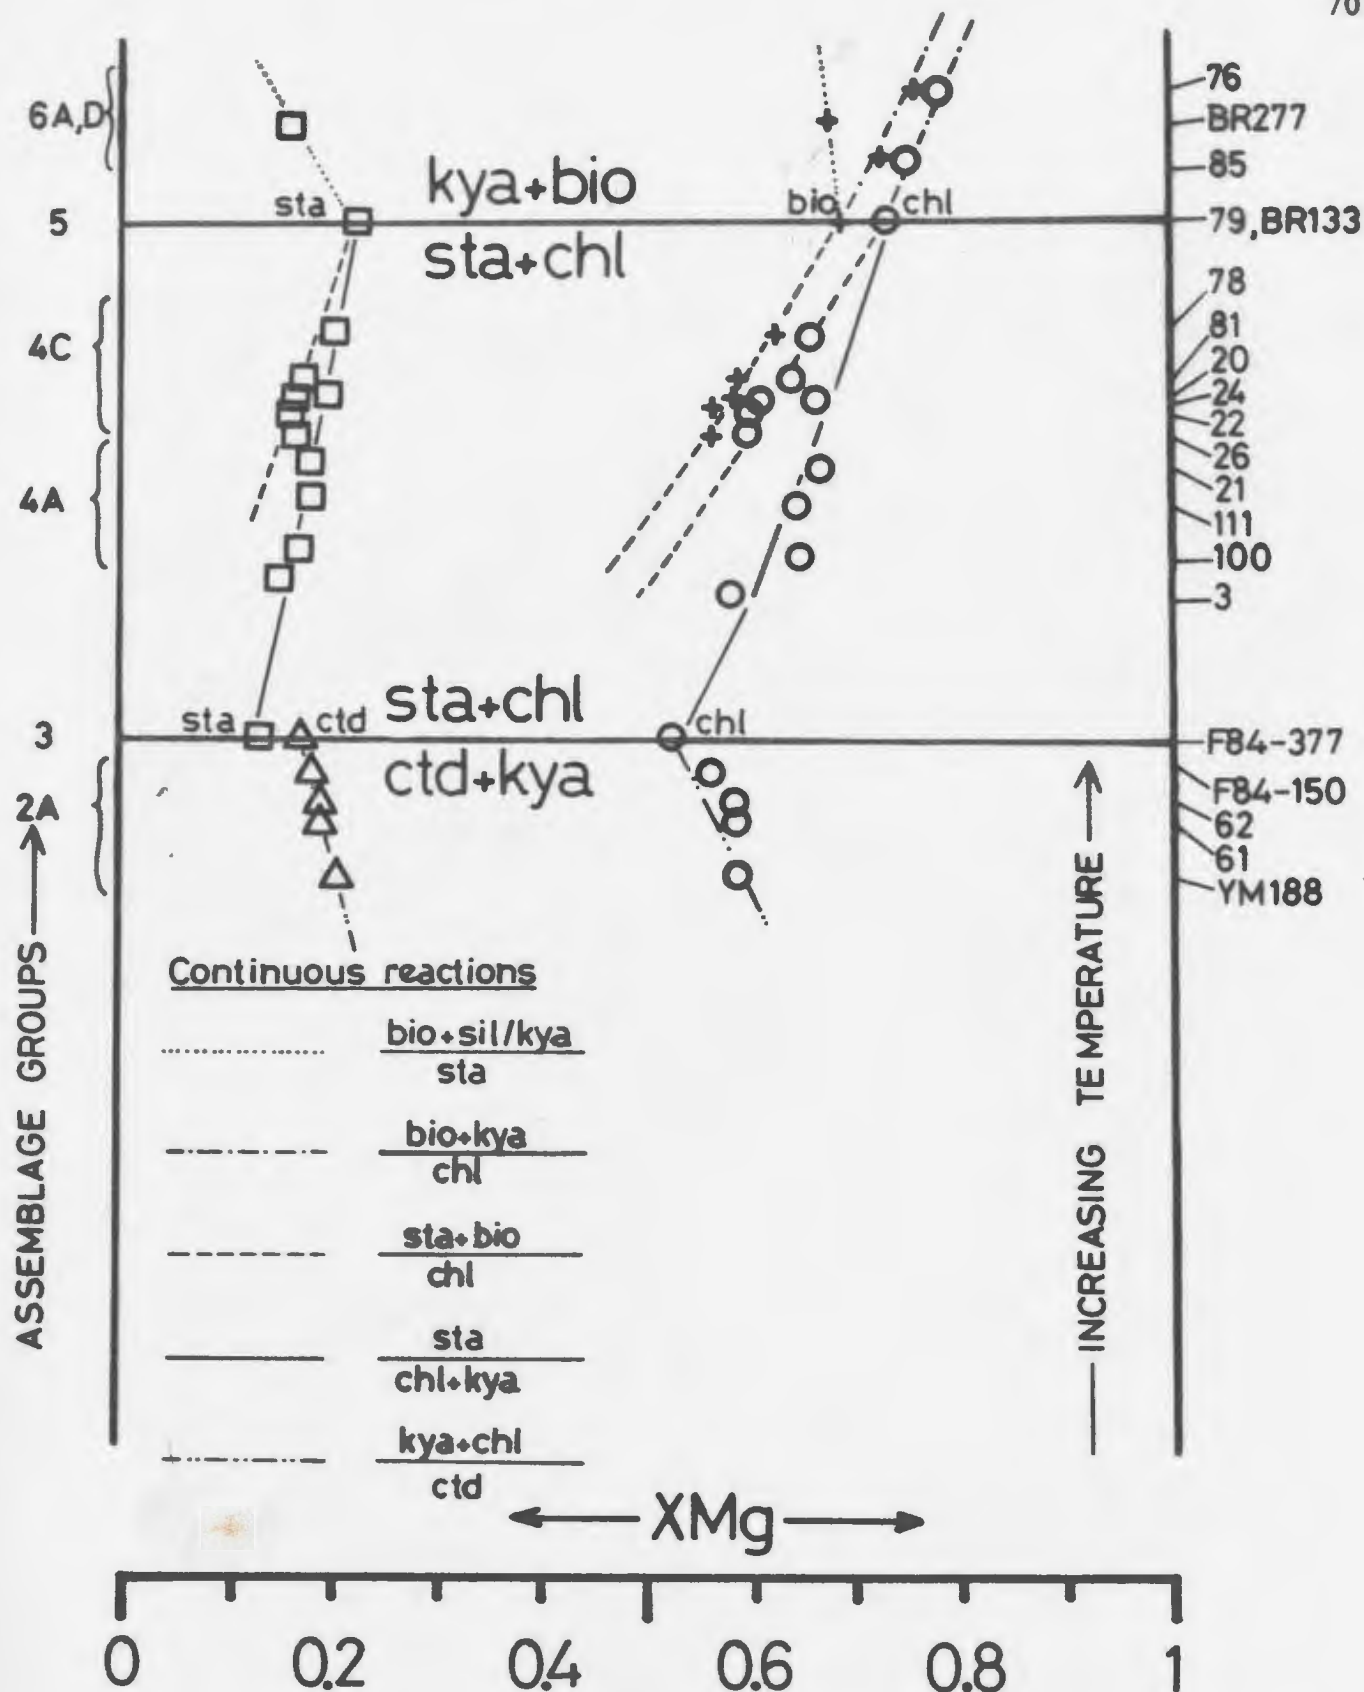 70
76
6A,D
BR277
kya+bio
85
sta
bio
chl
5
79,BR133
sta+chl
78
4C
81
20
24
22
26
4A
21
111
100
3
sta+chl
sta
ctd
chl
3
F84-377
ctd+kya
2A
F84-150
62
61
YM188
ASSEMBLAGE GROUPS
INCREASING TEMPERATURE
Continuous reactions
bio+sil/kya
sta
bio+kya
chl
sta+bio
chl
sta
chl+kya
kya+chl
ctd
XMg
0 0.2 0.4 0.6 0.8 1